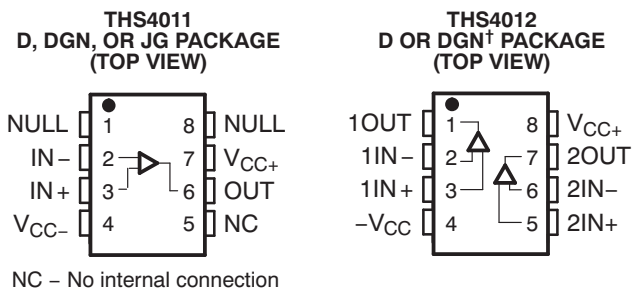 THS4011
D, DGN, OR JG PACKAGE
(TOP VIEW)
NULL 1 8 NULL
IN− 2 7 VCC+
IN+ 3 6 OUT
VCC− 4 5 NC
NC − No internal connection
THS4012
D OR DGN† PACKAGE
(TOP VIEW)
1OUT 1 8 VCC+
1IN− 2 7 2OUT
1IN+ 3 6 2IN−
−VCC 4 5 2IN+